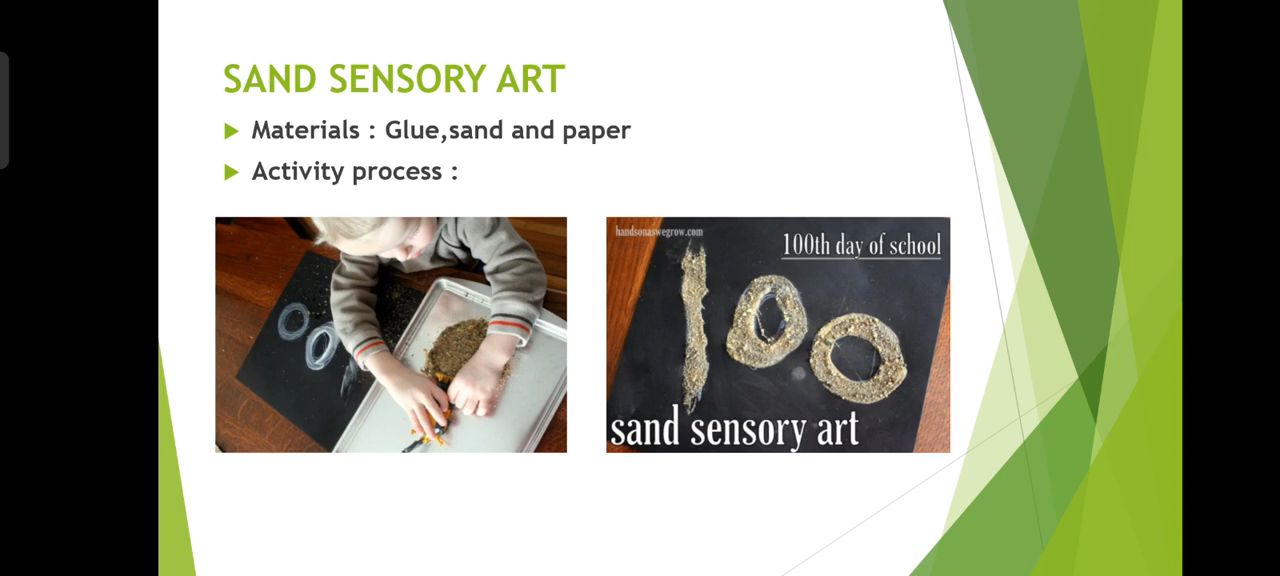 SAND SENSORY ART
Materials : Glue,sand and paper
Activity process :
handsonaswegrow.com
100th day of school
100
sand sensory art